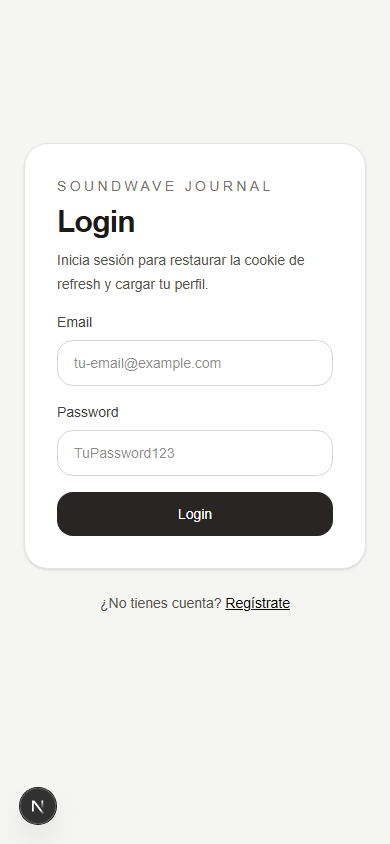 SOUNDWAVE JOURNAL
Login
Inicia sesión para restaurar la cookie de
refresh y cargar tu perfil.
Email
tu-email@example.com
Password
TuPassword123
Login
¿No tienes cuenta? Regístrate
N